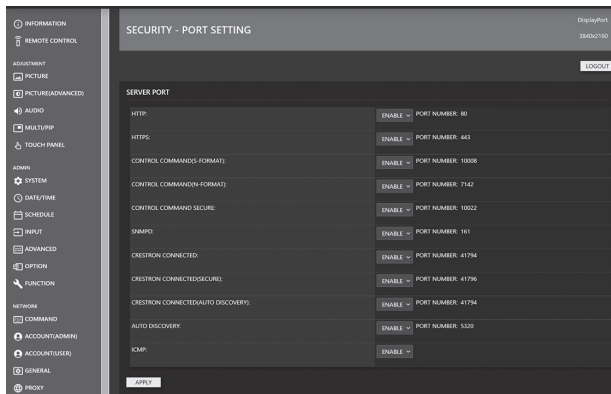 INFORMATION
REMOTE CONTROL
ADJUSTMENT
PICTURE
PICTURE(ADVANCED)
AUDIO
MULTI/PIP
TOUCH PANEL
ADMIN
SYSTEM
DATE/TIME
SCHEDULE
INPUT
ADVANCED
OPTION
FUNCTION
NETWORK
COMMAND
ACCOUNT(ADMIN)
ACCOUNT(USER)
GENERAL
PROXY
SECURITY - PORT SETTING
DisplayPort
3840x2160
LOGOUT
SERVER PORT
HTTP: ENABLE PORT NUMBER: 80
HTTPS: ENABLE PORT NUMBER: 443
CONTROL COMMAND(S-FORMAT): ENABLE PORT NUMBER: 10008
CONTROL COMMAND(N-FORMAT): ENABLE PORT NUMBER: 7142
CONTROL COMMAND SECURE: ENABLE PORT NUMBER: 10022
SNMPD: ENABLE PORT NUMBER: 161
CRESTRON CONNECTED: ENABLE PORT NUMBER: 41794
CRESTRON CONNECTED(SECURE): ENABLE PORT NUMBER: 41796
CRESTRON CONNECTED(AUTO DISCOVERY): ENABLE PORT NUMBER: 41794
AUTO DISCOVERY: ENABLE PORT NUMBER: 5320
ICMP: ENABLE
APPLY